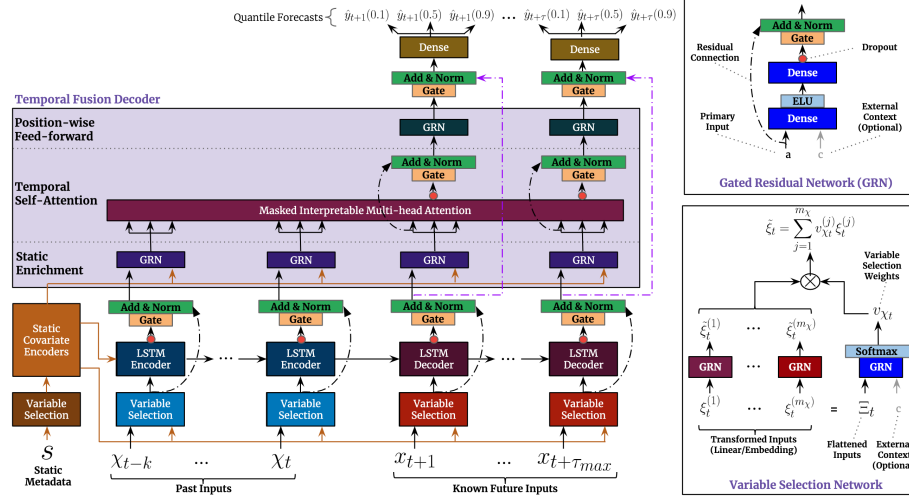 Quantile Forecasts ŷt+1(0.1) ŷt+1(0.5) ŷt+1(0.9) ... ŷt+τ(0.1) ŷt+τ(0.5) ŷt+τ(0.9)
Dense Dense
Add & Norm Add & Norm
Gate Gate
Temporal Fusion Decoder
Position-wise
Feed-forward
GRN GRN
Add & Norm Add & Norm
Gate Gate
Temporal
Self-Attention
Masked Interpretable Multi-head Attention
Static
Enrichment
GRN GRN GRN GRN
Add & Norm Add & Norm Add & Norm Add & Norm
Gate Gate Gate Gate
Static
Covariate
Encoders
LSTM
Encoder
...
LSTM
Encoder
LSTM
Decoder
...
LSTM
Decoder
Variable
Selection
Variable
Selection
Variable
Selection
Variable
Selection
Variable
Selection
s
Static
Metadata
χt−k ... χt xt+1 ... xt+τmax
Past Inputs Known Future Inputs
Add & Norm
Gate
Residual
Connection
Dropout
Dense
ELU
Dense
Primary
Input
External
Context
(Optional)
a c
Gated Residual Network (GRN)
ξ̃t = ∑ j=1 mχ vχt(j) ξ̃t(j)
Variable
Selection
Weights
⊗
vχt
ξ̃t(1) ... ξ̃t(mχ)
Softmax
GRN ... GRN GRN
ξt(1) ... ξt(mχ) = Ξt c
Transformed Inputs
(Linear/Embedding)
Flattened
Inputs
External
Context
(Optional)
Variable Selection Network